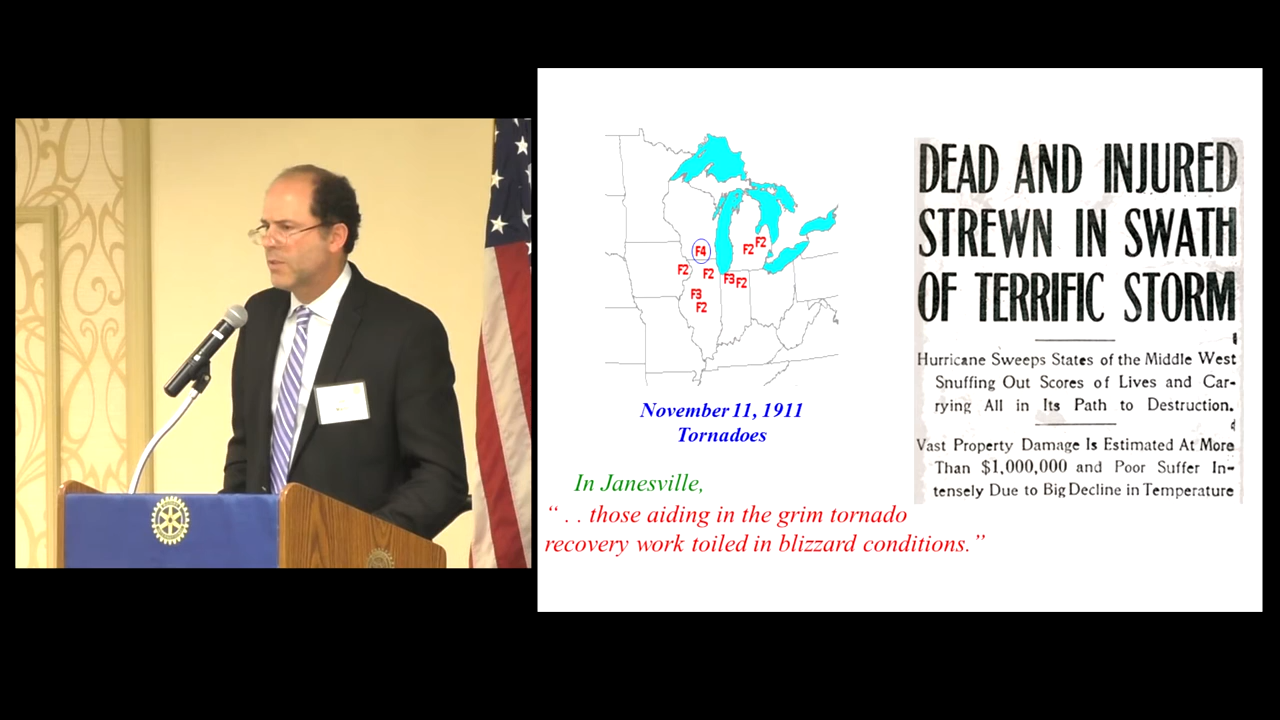 F4
F2
F2
F2
F2
F3
F2
F3
F2
November 11, 1911
Tornadoes
In Janesville,
“ . . those aiding in the grim tornado
recovery work toiled in blizzard conditions.”
DEAD AND INJURED
STREWN IN SWATH
OF TERRIFIC STORM
Hurricane Sweeps States of the Middle West
Snuffing Out Scores of Lives and Car-
rying All in Its Path to Destruction.
Vast Property Damage Is Estimated At More
Than $1,000,000 and Poor Suffer In-
tensely Due to Big Decline in Temperature